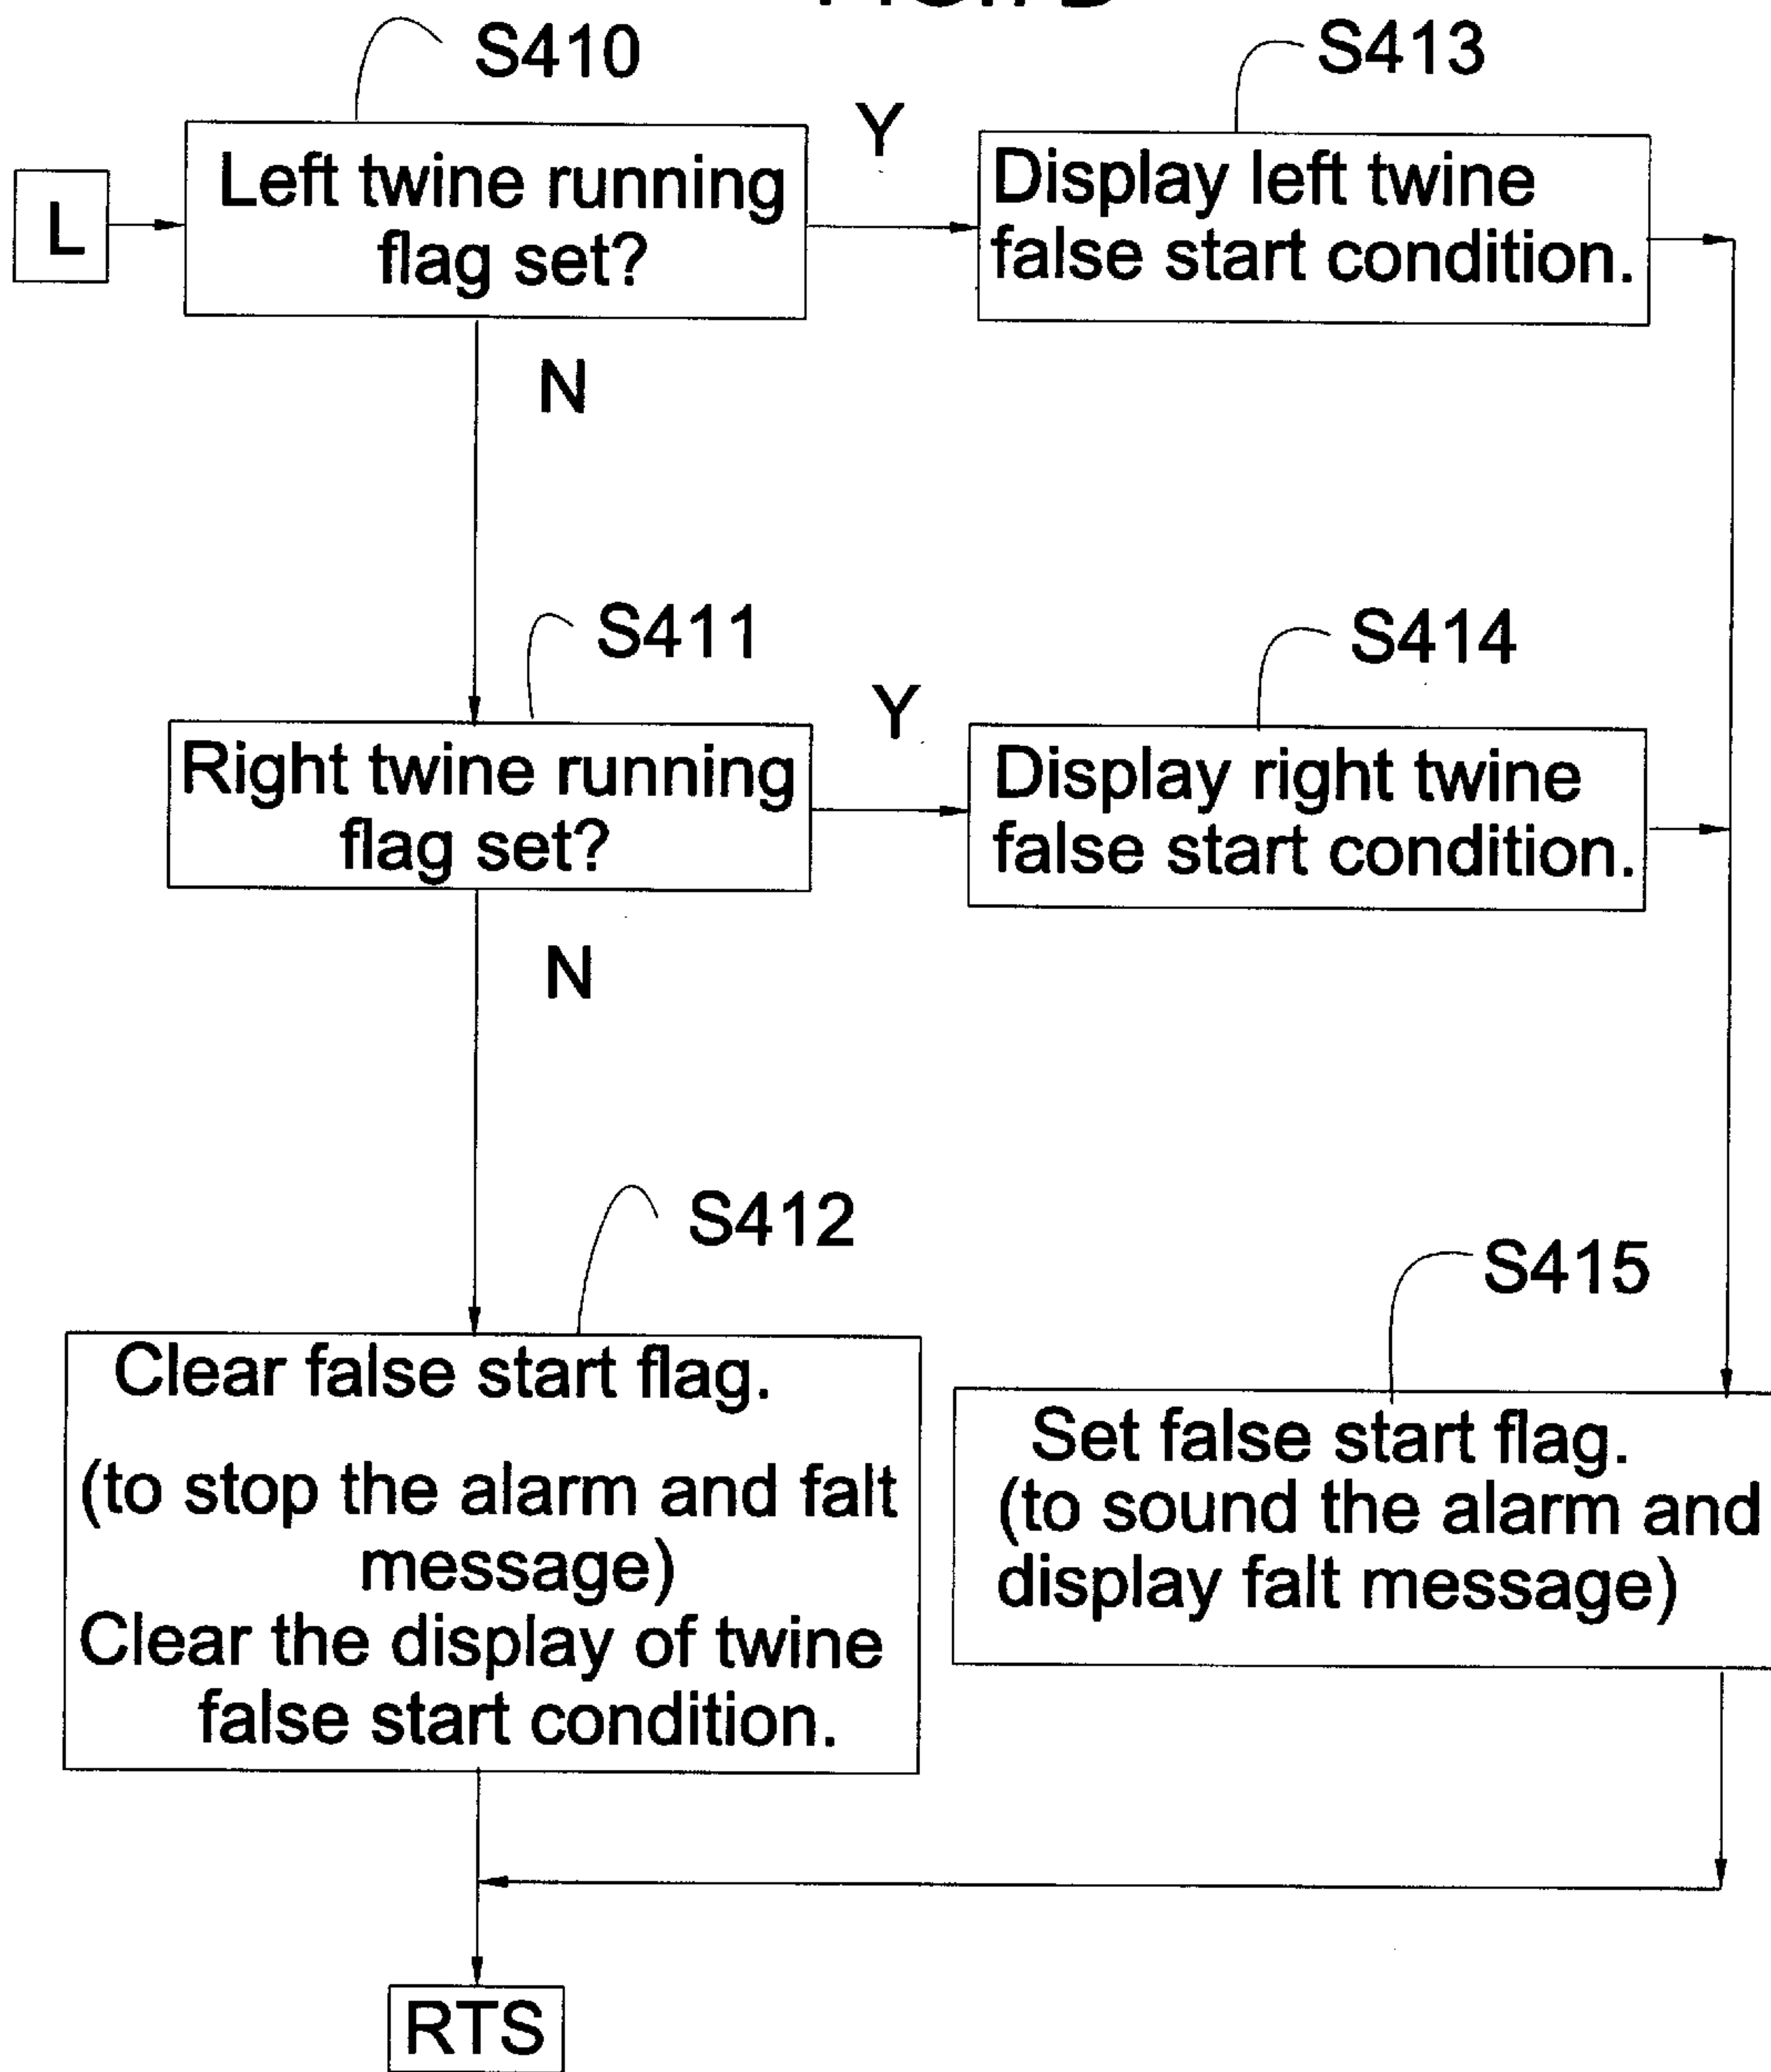 S410
S413
Y
L
Left twine running
flag set?
Display left twine
false start condition.
N
S411
S414
Y
Right twine running
flag set?
Display right twine
false start condition.
N
S412
S415
Clear false start flag.
(to stop the alarm and falt
message)
Clear the display of twine
false start condition.
Set false start flag.
(to sound the alarm and
display falt message)
RTS